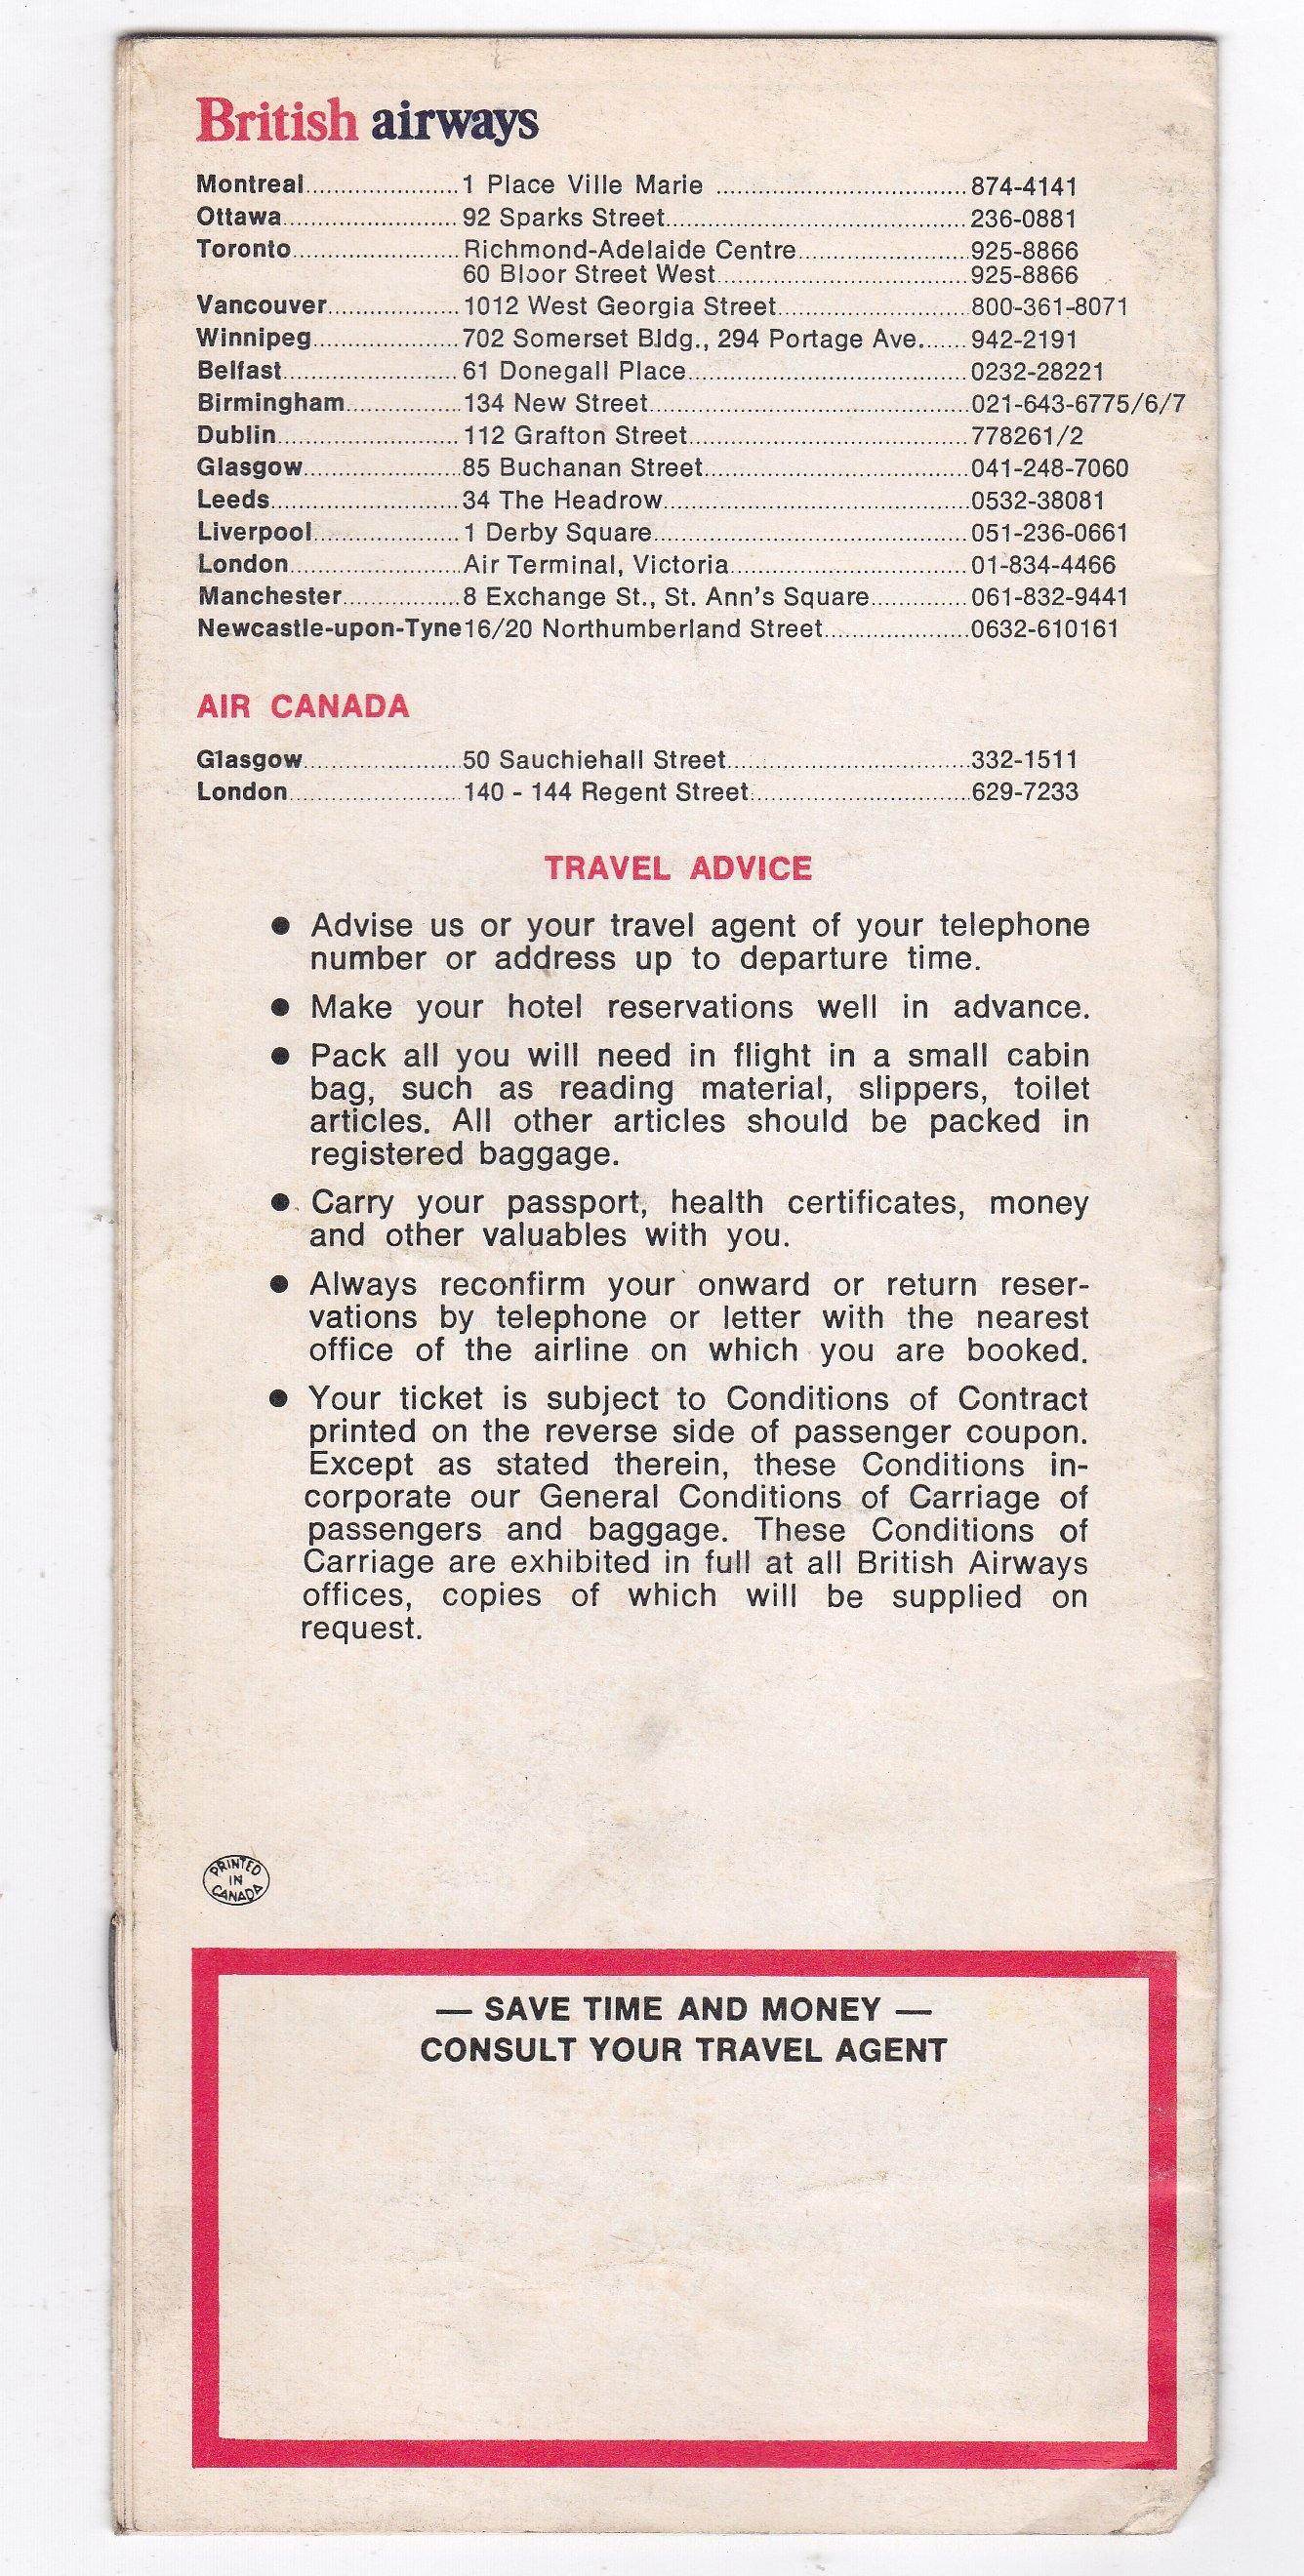 British airways
Montreal......................1 Place Ville Marie ....................................874-4141
Ottawa.........................92 Sparks Street...........................................236-0881
Toronto........................Richmond-Adelaide Centre.........................925-8866
60 Bloor Street West....................................925-8866
Vancouver...................1012 West Georgia Street............................800-361-8071
Winnipeg.....................702 Somerset Bldg., 294 Portage Ave.......942-2191
Belfast.........................61 Donegall Place........................................0232-28221
Birmingham................134 New Street..............................................021-643-6775/6/7
Dublin..........................112 Grafton Street........................................778261/2
Glasgow.......................85 Buchanan Street......................................041-248-7060
Leeds...........................34 The Headrow............................................0532-38081
Liverpool.....................1 Derby Square..............................................051-236-0661
London.........................Air Terminal, Victoria...................................01-834-4466
Manchester.................8 Exchange St., St. Ann's Square..............061-832-9441
Newcastle-upon-Tyne16/20 Northumberland Street.....................0632-610161
AIR CANADA
Glasgow.......................50 Sauchiehall Street...................................332-1511
London.........................140 - 144 Regent Street................................629-7233
TRAVEL ADVICE
● Advise us or your travel agent of your telephone
number or address up to departure time.
● Make your hotel reservations well in advance.
● Pack all you will need in flight in a small cabin
bag, such as reading material, slippers, toilet
articles. All other articles should be packed in
registered baggage.
● Carry your passport, health certificates, money
and other valuables with you.
● Always reconfirm your onward or return reser-
vations by telephone or letter with the nearest
office of the airline on which you are booked.
● Your ticket is subject to Conditions of Contract
printed on the reverse side of passenger coupon.
Except as stated therein, these Conditions in-
corporate our General Conditions of Carriage of
passengers and baggage. These Conditions of
Carriage are exhibited in full at all British Airways
offices, copies of which will be supplied on
request.
PRINTED
IN
CANADA
— SAVE TIME AND MONEY —
CONSULT YOUR TRAVEL AGENT